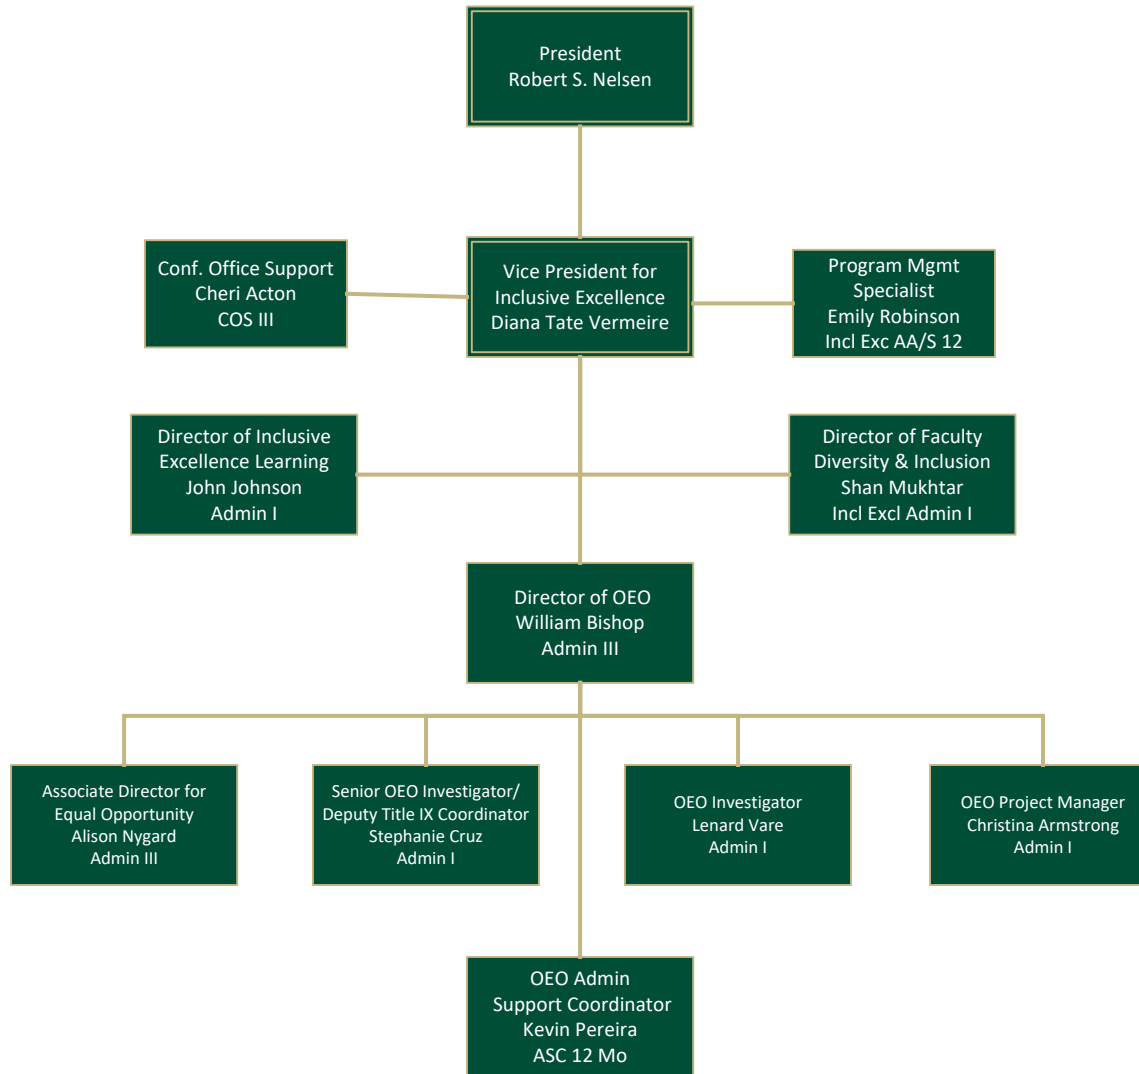 President
Robert S. Nelsen
Conf. Office Support
Cheri Acton
COS III
Vice President for
Inclusive Excellence
Diana Tate Vermeire
Program Mgmt
Specialist
Emily Robinson
Incl Exc AA/S 12
Director of Inclusive
Excellence Learning
John Johnson
Admin I
Director of Faculty
Diversity & Inclusion
Shan Mukhtar
Incl Excl Admin I
Director of OEO
William Bishop
Admin III
Associate Director for
Equal Opportunity
Alison Nygard
Admin III
Senior OEO Investigator/
Deputy Title IX Coordinator
Stephanie Cruz
Admin I
OEO Investigator
Lenard Vare
Admin I
OEO Project Manager
Christina Armstrong
Admin I
OEO Admin
Support Coordinator
Kevin Pereira
ASC 12 Mo